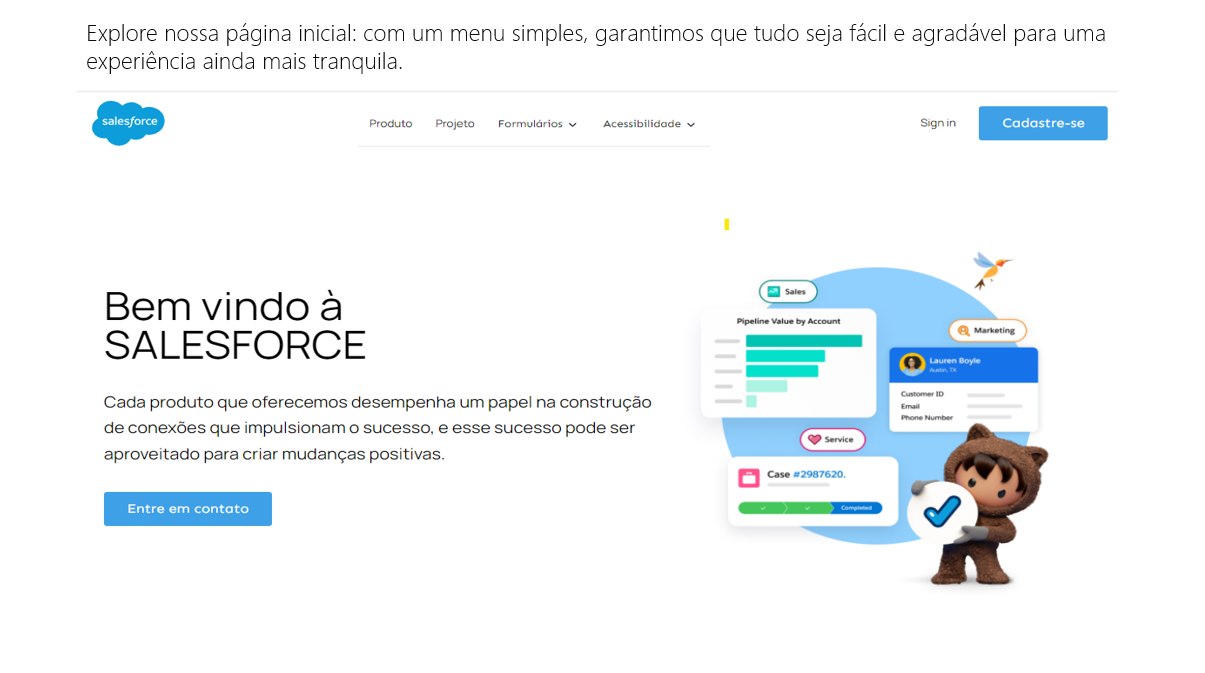 Explore nossa página inicial: com um menu simples, garantimos que tudo seja fácil e agradável para uma
experiência ainda mais tranquila.
salesforce
Produto
Projeto
Formulários
Acessibilidade
Sign in
Cadastre-se
Bem vindo à
SALESFORCE
Cada produto que oferecemos desempenha um papel na construção
de conexões que impulsionam o sucesso, e esse sucesso pode ser
aproveitado para criar mudanças positivas.
Entre em contato
Sales
Pipeline Value by Account
Marketing
Lauren Boyle
Austin, TX
Customer ID
Email
Phone Number
Service
Case #2987620.
Completed